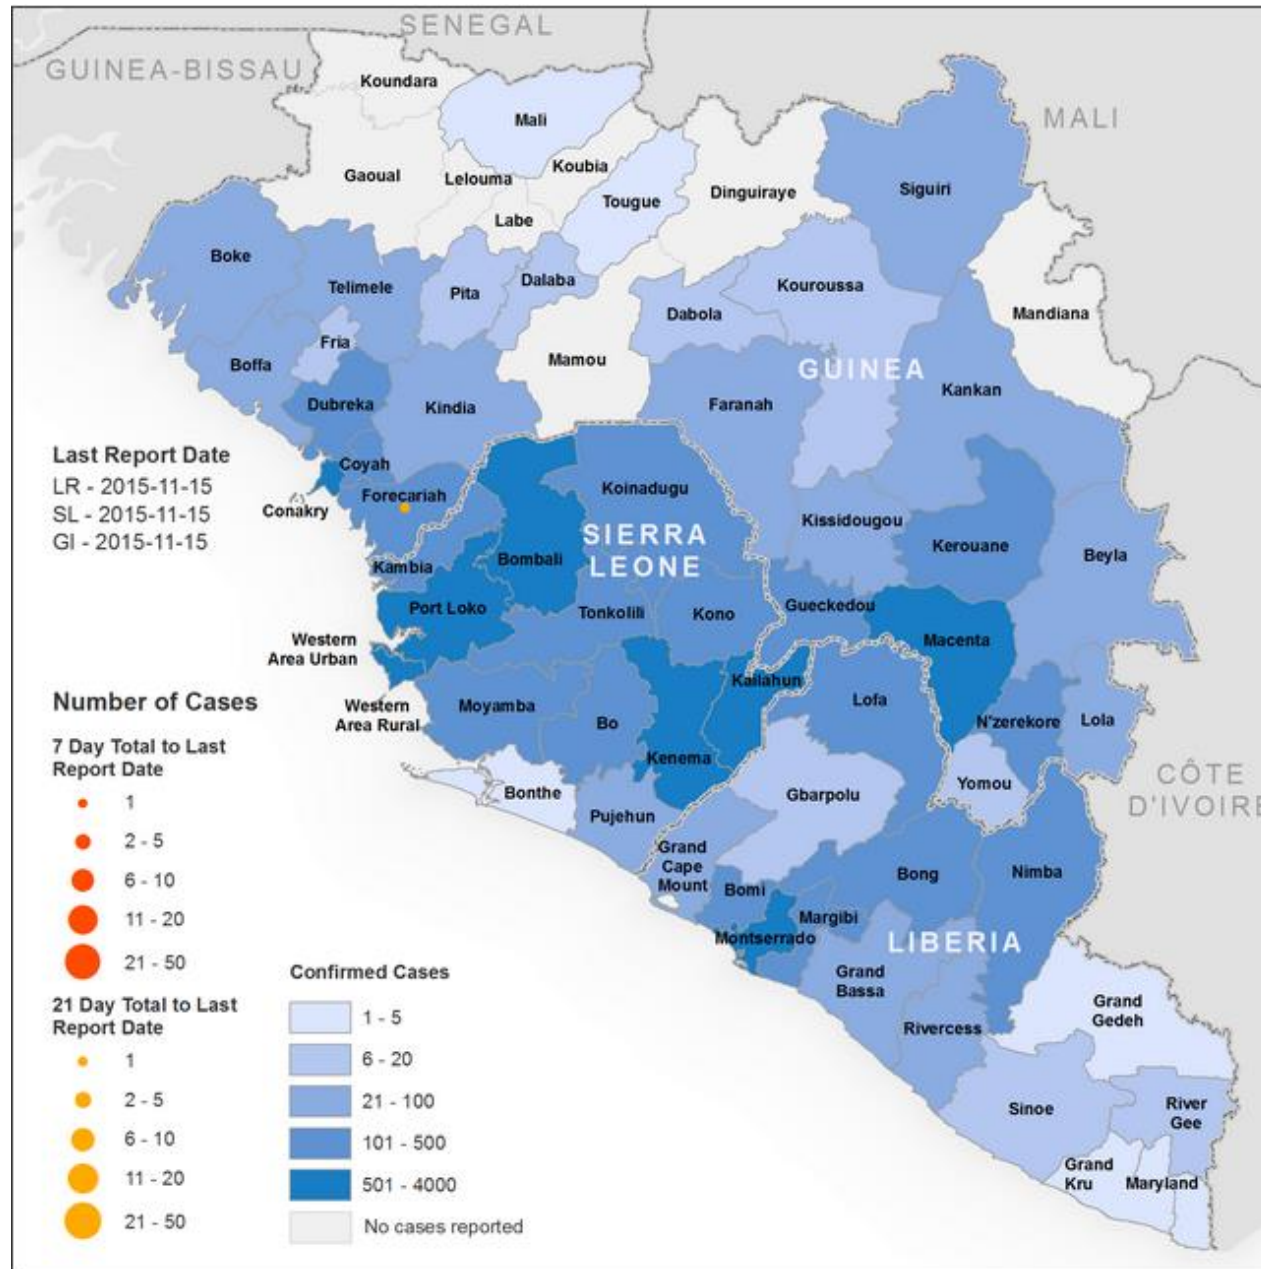 SENEGAL
GUINEA-BISSAU
MALI
Koundara
Mali
Gaoual
Lelouma
Koubia
Labe
Tougue
Dinguiraye
Siguiri
Boke
Telimele
Pita
Dalaba
Kouroussa
Dabola
Mandiana
Fria
Boffa
Mamou
GUINEA
Kankan
Dubreka
Kindia
Faranah
Last Report Date
LR - 2015-11-15
SL - 2015-11-15
GI - 2015-11-15
Coyah
Conakry
Forecariah
Koinadugu
Kissidougou
Kerouane
Beyla
SIERRA
LEONE
Bombali
Kambia
Port Loko
Tonkolili
Kono
Gueckedou
Macenta
Western
Area Urban
Western
Area Rural
Kailahun
Lofa
Moyamba
Bo
Kenema
N'zerekore
Lola
Yomou
CÔTE
D'IVOIRE
Bonthe
Pujehun
Gbarpolu
Grand
Cape
Mount
Bomi
Bong
Nimba
Margibi
Montserrado
LIBERIA
Grand
Bassa
Rivercess
Grand
Gedeh
Sinoe
River
Gee
Grand
Kru
Maryland
Number of Cases
7 Day Total to Last
Report Date
1
2 - 5
6 - 10
11 - 20
21 - 50
21 Day Total to Last
Report Date
1
2 - 5
6 - 10
11 - 20
21 - 50
Confirmed Cases
1 - 5
6 - 20
21 - 100
101 - 500
501 - 4000
No cases reported